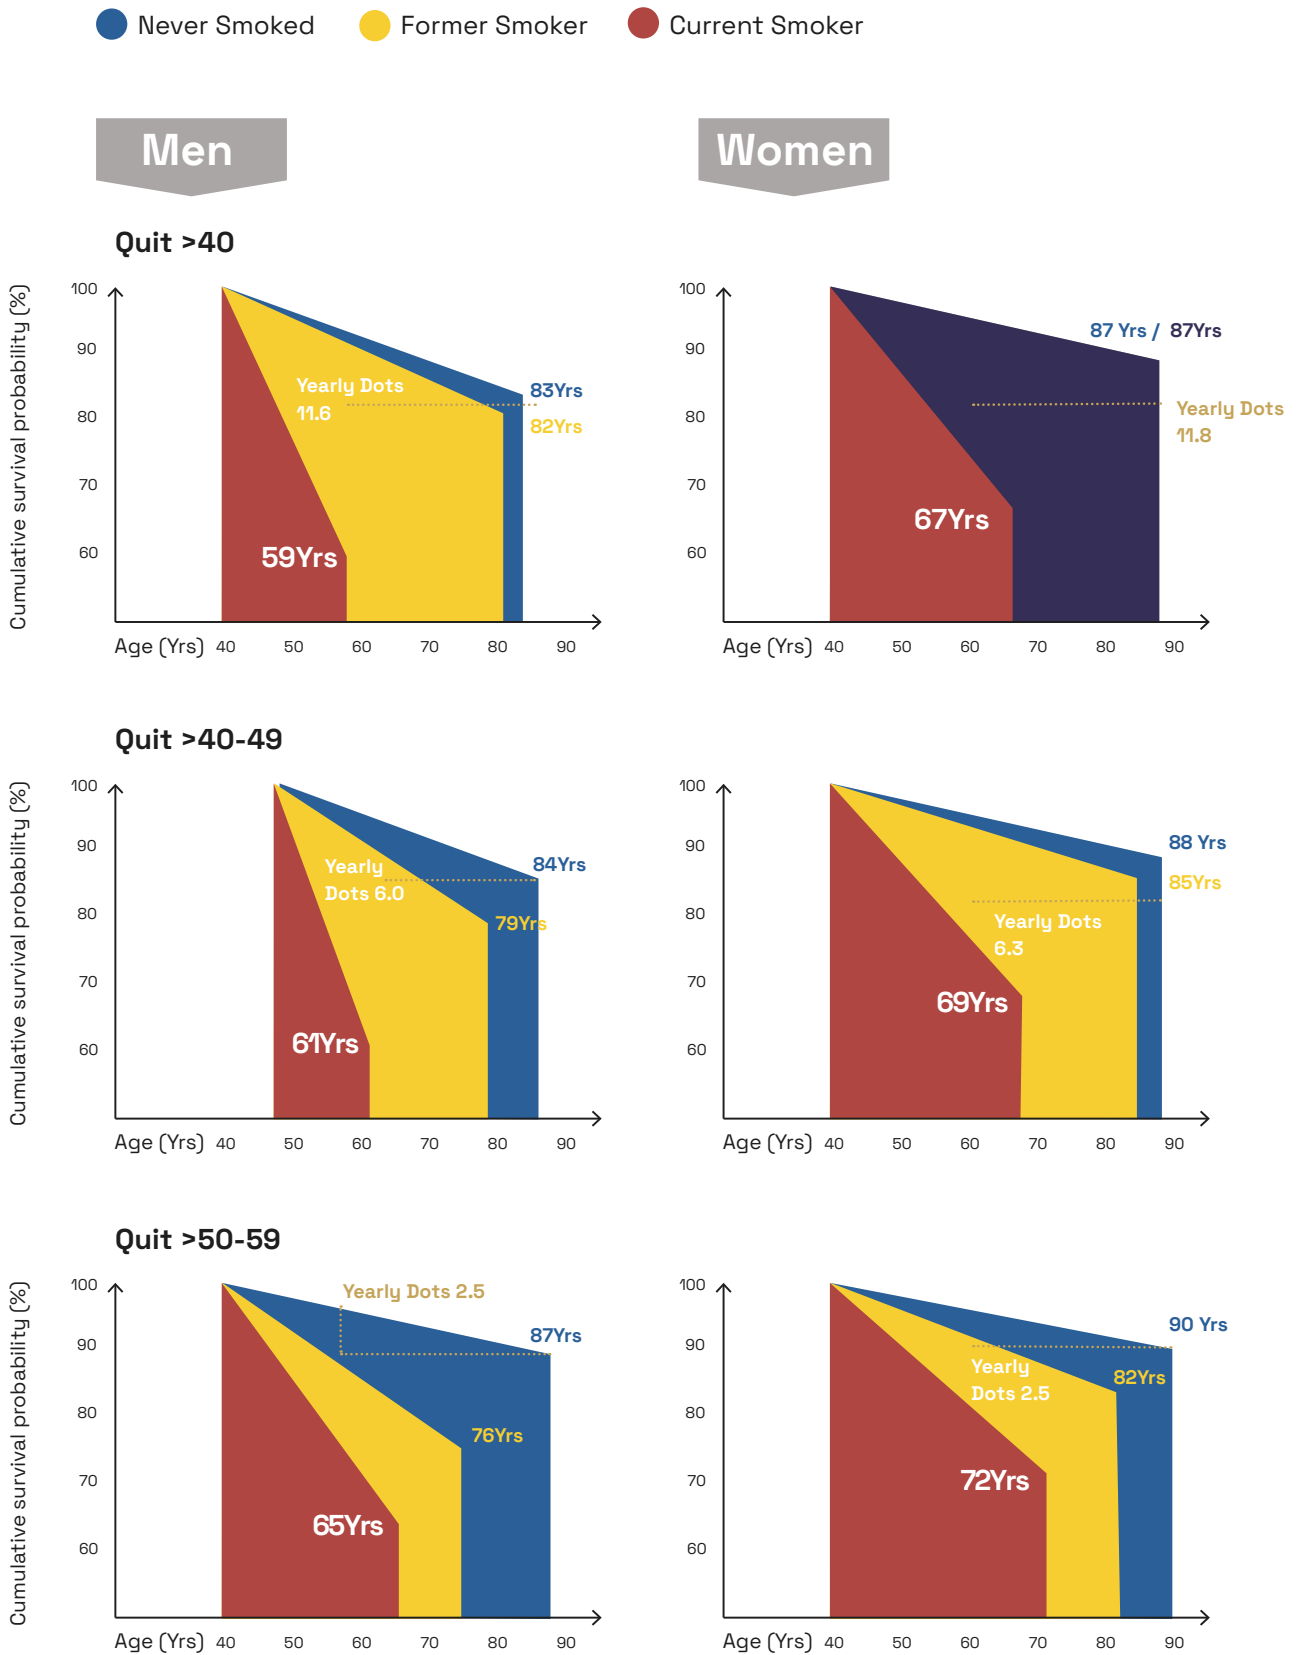 Never Smoked
Former Smoker
Current Smoker
Men
Women
Quit >40
Cumulative survival probability (%)
100
90
80
70
60
Yearly Dots
11.6
83Yrs
82Yrs
59Yrs
Age (Yrs) 40 50 60 70 80 90
100
90
80
70
60
87 Yrs / 87Yrs
Yearly Dots
11.8
67Yrs
Age (Yrs) 40 50 60 70 80 90
Quit >40-49
Cumulative survival probability (%)
100
90
80
70
60
84Yrs
Yearly
Dots 6.0
79Yrs
61Yrs
Age (Yrs) 40 50 60 70 80 90
100
90
80
70
60
88 Yrs
85Yrs
Yearly Dots
6.3
69Yrs
Age (Yrs) 40 50 60 70 80 90
Quit >50-59
Cumulative survival probability (%)
100
90
80
70
60
Yearly Dots 2.5
87Yrs
76Yrs
65Yrs
Age (Yrs) 40 50 60 70 80 90
100
90
80
70
60
90 Yrs
Yearly
Dots 2.5
82Yrs
72Yrs
Age (Yrs) 40 50 60 70 80 90